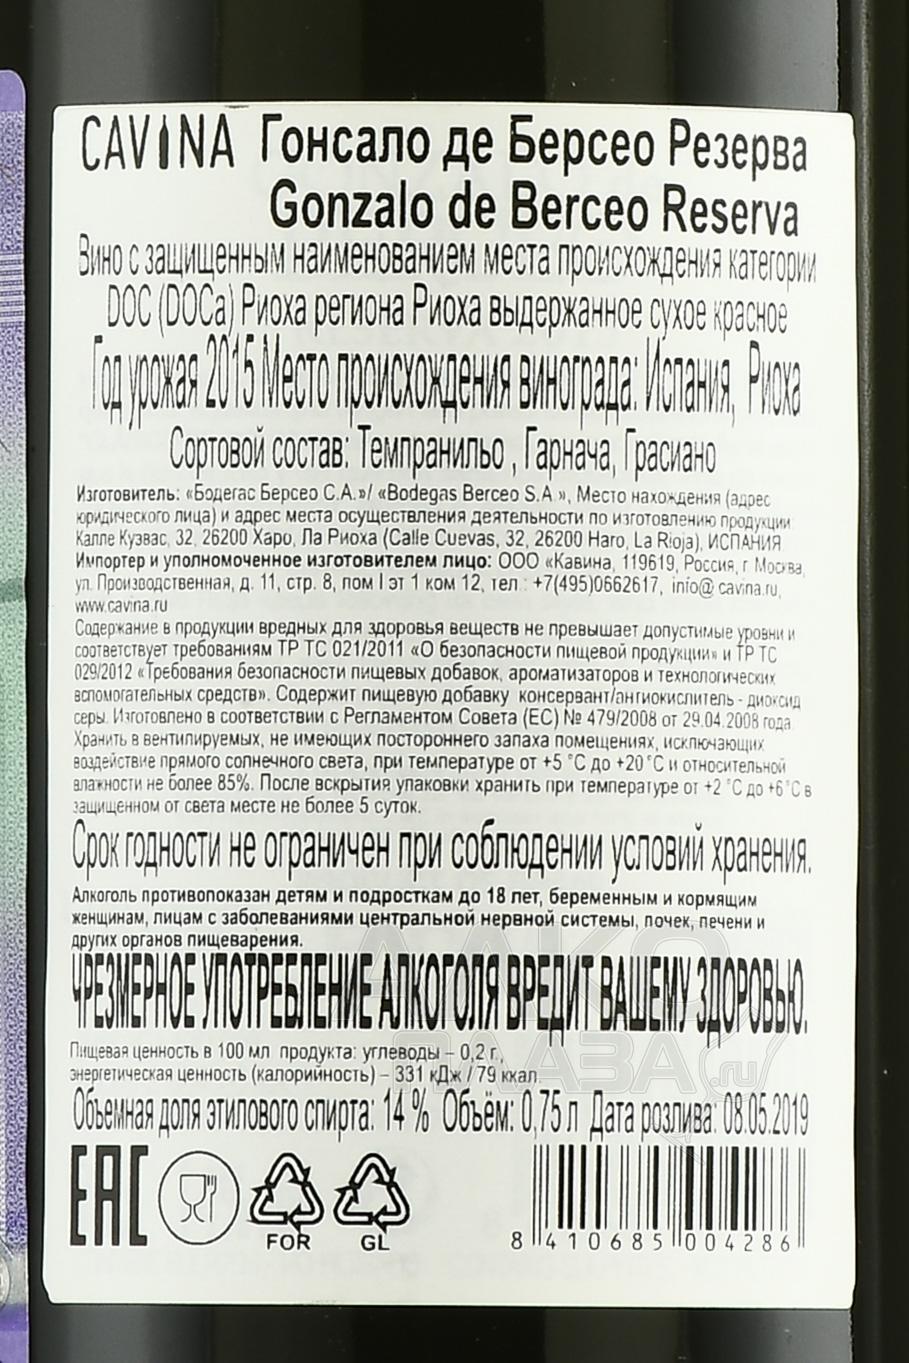 CAVINA Гонсало де Берсео Резерва
Gonzalo de Berceo Reserva
Вино с защищенным наименованием места происхождения категории
DOC (DOCa) Риоха региона Риоха выдержанное сухое красное
Год урожая 2015 Место происхождения винограда: Испания, Риоха
Сортовой состав: Темпранильо , Гарнача, Грасиано
Изготовитель: «Бодегас Берсео С.А.»/ «Bodegas Berceo S.A.», Место нахождения (адрес
юридического лица) и адрес места осуществления деятельности по изготовлению продукции:
Калле Куэвас, 32, 26200 Харо, Ла Риоха (Calle Cuevas, 32, 26200 Haro, La Rioja), ИСПАНИЯ
Импортер и уполномоченное изготовителем лицо: ООО «Кавина, 119619, Россия, г. Москва,
ул. Производственная, д. 11, стр. 8, пом I эт 1 ком 12, тел.: +7(495)0662617, info@cavina.ru,
www.cavina.ru
Содержание в продукции вредных для здоровья веществ не превышает допустимые уровни и
соответствует требованиям ТР ТС 021/2011 «О безопасности пищевой продукции» и ТР ТС
029/2012 «Требования безопасности пищевых добавок, ароматизаторов и технологических
вспомогательных средств». Содержит пищевую добавку консервант/антиокислитель - диоксид
серы. Изготовлено в соответствии с Регламентом Совета (ЕС) № 479/2008 от 29.04.2008 года
Хранить в вентилируемых, не имеющих постороннего запаха помещениях, исключающих
воздействие прямого солнечного света, при температуре от +5 °С до +20 °С и относительной
влажности не более 85%. После вскрытия упаковки хранить при температуре от +2 °С до +6 °С в
защищенном от света месте не более 5 суток.
Срок годности не ограничен при соблюдении условий хранения.
Алкоголь противопоказан детям и подросткам до 18 лет, беременным и кормящим
женщинам, лицам с заболеваниями центральной нервной системы, почек, печени и
других органов пищеварения.
ЧРЕЗМЕРНОЕ УПОТРЕБЛЕНИЕ АЛКОГОЛЯ ВРЕДИТ ВАШЕМУ ЗДОРОВЬЮ.
Пищевая ценность в 100 мл продукта: углеводы – 0,2 г.,
энергетическая ценность (калорийность) – 331 кДж / 79 ккал.
Объемная доля этилового спирта: 14 % Объём: 0,75 л Дата розлива: 08.05.2019
EAC
FOR GL
8 410685 004286
АЛКО
ПЛАЗА.ru